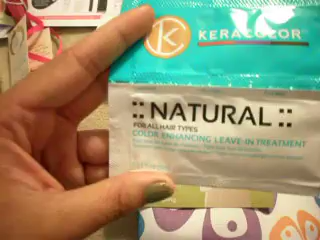 K KERACOLOR
:: NATURAL ::
FOR ALL HAIR TYPES
COLOR ENHANCING LEAVE-IN TREATMENT